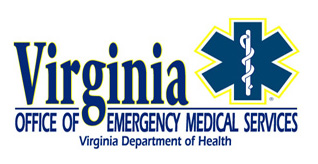 Virginia
OFFICE OF EMERGENCY MEDICAL SERVICES
Virginia Department of Health